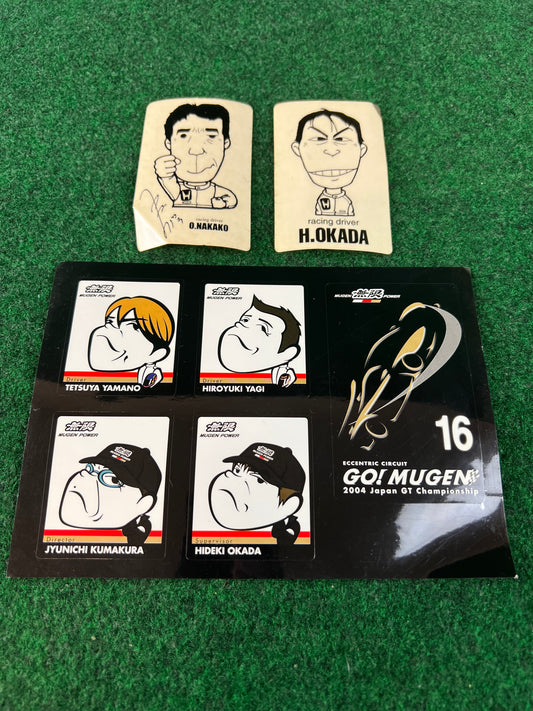 racing driver
O.NAKAKO
racing driver
H.OKADA
無限
MUGEN POWER
Driver
TETSUYA YAMANO
無限
MUGEN POWER
Driver
HIROYUKI YAGI
無限
MUGEN POWER
Director
JYUNICHI KUMAKURA
無限
MUGEN POWER
Supervisor
HIDEKI OKADA
MUGEN 無限 POWER
16
ECCENTRIC CIRCUIT
GO! MUGEN
2004 Japan GT Championship